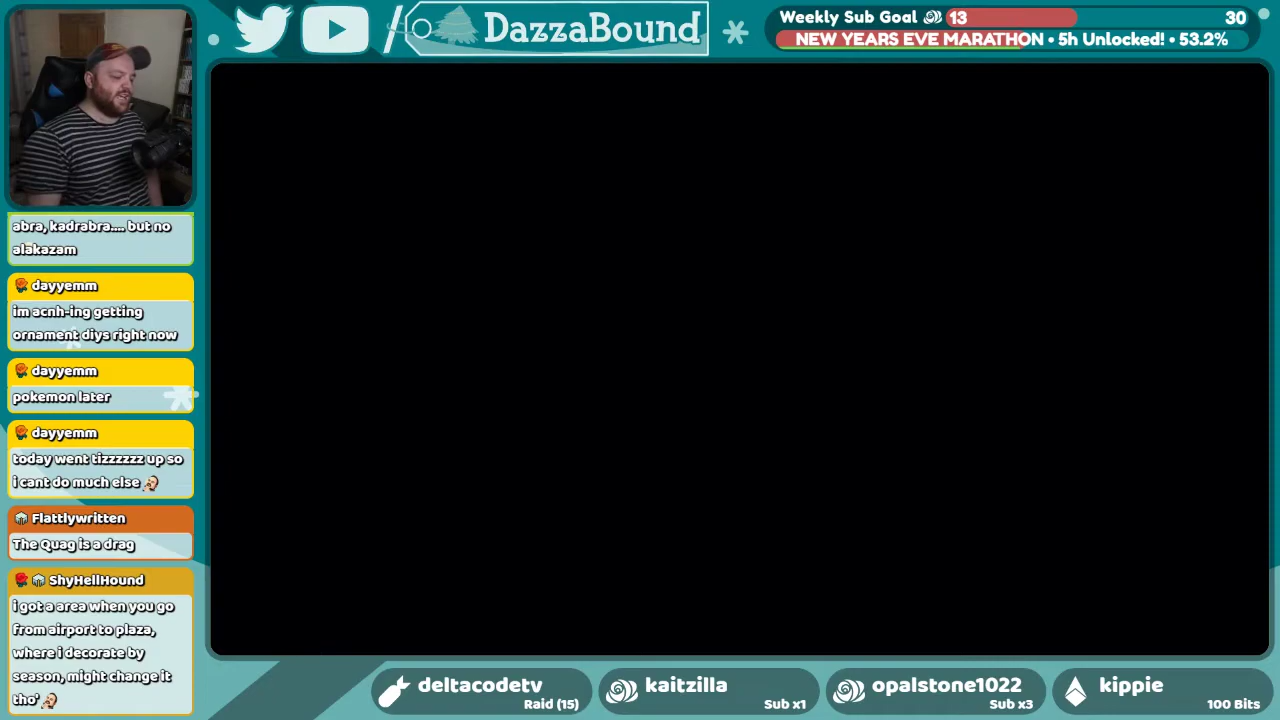 /DazzaBound
Weekly Sub Goal 13 30
NEW YEARS EVE MARATHON • 5h Unlocked! • 53.2%
abra, kadrabra.... but no
alakazam
dayyemm
im acnh-ing getting
ornament diys right now
dayyemm
pokemon later
dayyemm
today went tizzzzzz up so
i cant do much else
Flattlywritten
The Quag is a drag
ShyHellHound
i got a area when you go
from airport to plaza,
where i decorate by
season, might change it
tho'
deltacodetv
Raid (15)
kaitzilla
Sub x1
opalstone1022
Sub x3
kippie
100 Bits